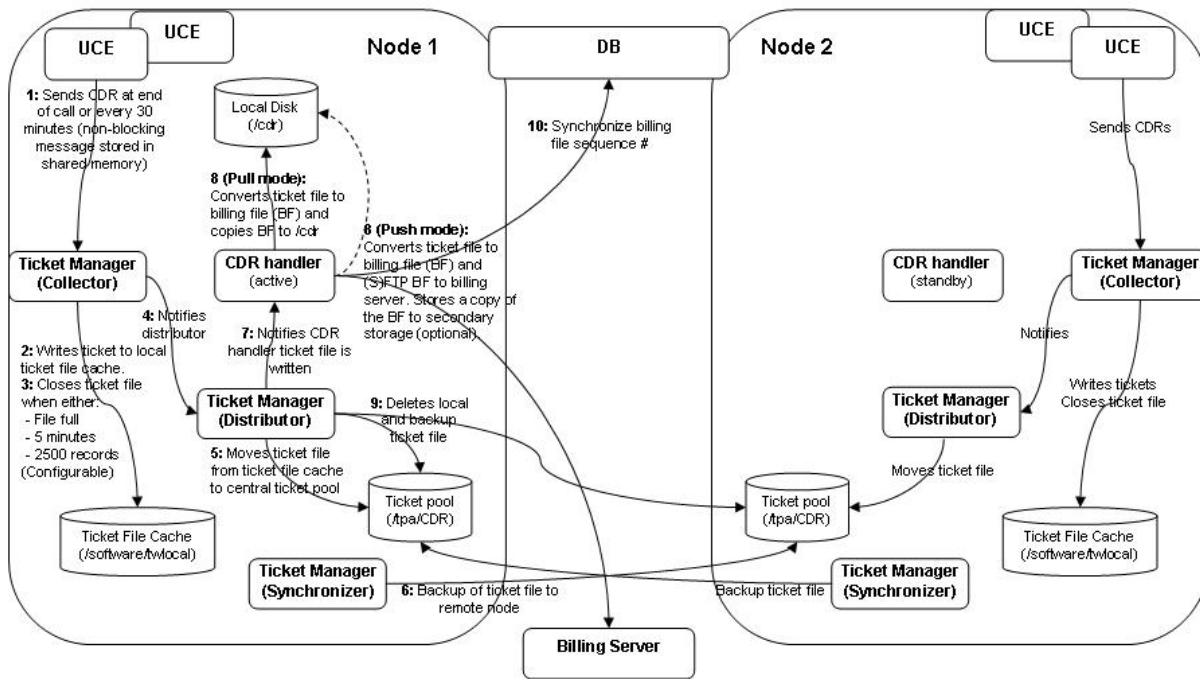 UCE
UCE
Node 1
DB
Node 2
UCE
UCE
1: Sends CDR at end
of call or every 30
minutes (non-blocking
message stored in
shared memory)
Local Disk
(/cdr)
10: Synchronize billing
file sequence #
Sends CDRs
8 (Pull mode):
Converts ticket file to
billing file (BF) and
copies BF to /cdr
8 (Push mode):
Converts ticket file to
billing file (BF) and
(S)FTP BF to billing
server. Stores a copy of
the BF to secondary
storage (optional)
Ticket Manager
(Collector)
CDR handler
(active)
CDR handler
(standby)
Ticket Manager
(Collector)
4: Notifies
distributor
7: Notifies CDR
handler ticket file is
written
Notifies
2: Writes ticket to local
ticket file cache.
3: Closes ticket file
when either:
- File full
- 5 minutes
- 2500 records
(Configurable)
Ticket Manager
(Distributor)
9: Deletes local
and backup
ticket file
Ticket Manager
(Distributor)
Writes tickets
Closes ticket file
5: Moves ticket file
from ticket file cache
to central ticket pool
Moves ticket file
Ticket pool
(/tpa/CDR)
Ticket pool
(/tpa/CDR)
Ticket File Cache
(/software/twlocal)
Ticket File Cache
(/software/twlocal)
Ticket Manager
(Synchronizer)
6: Backup of ticket file to
remote node
Backup ticket file
Ticket Manager
(Synchronizer)
Billing Server